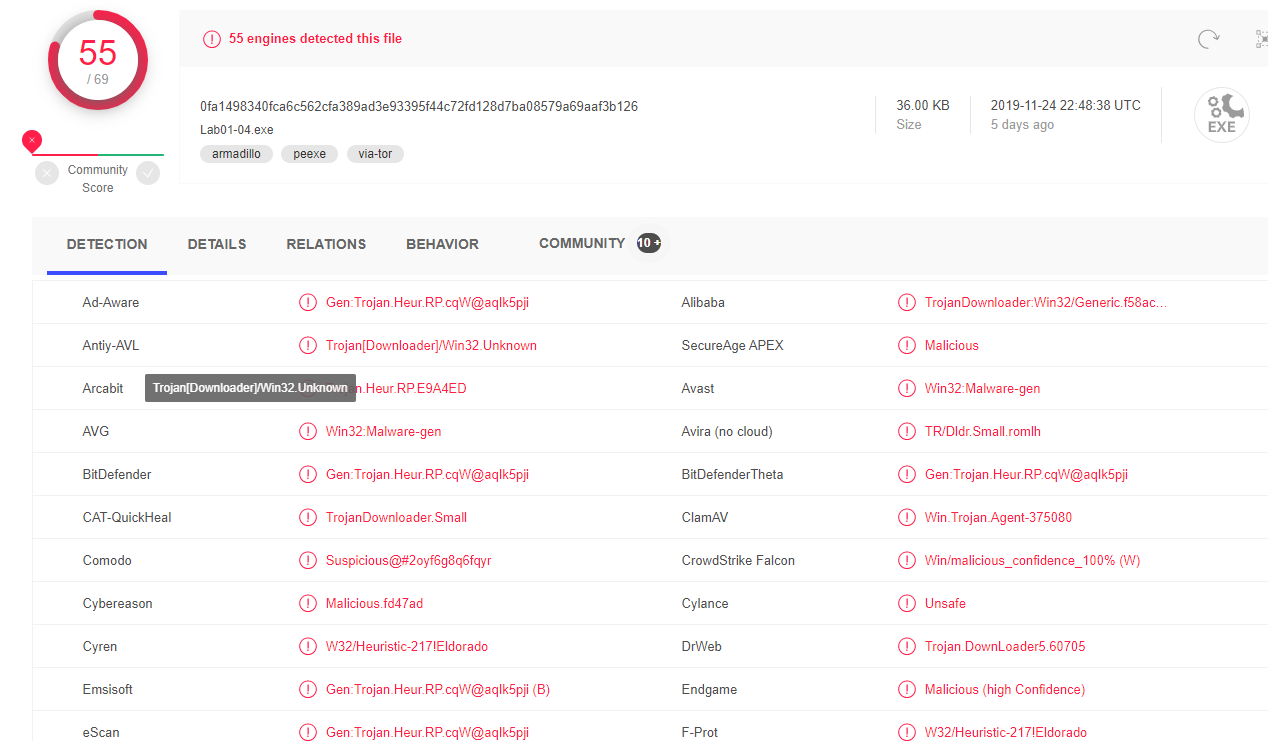 55
/ 69
55 engines detected this file
0fa1498340fca6c562cfa389ad3e93395f44c72fd128d7ba08579a69aaf3b126
Lab01-04.exe
armadillo peexe via-tor
36.00 KB
Size
2019-11-24 22:48:38 UTC
5 days ago
EXE
Community
Score
DETECTION DETAILS RELATIONS BEHAVIOR COMMUNITY 10 +
Ad-Aware Gen:Trojan.Heur.RP.cqW@aqlk5pji Alibaba TrojanDownloader:Win32/Generic.f58ac...
Antiy-AVL Trojan[Downloader]/Win32.Unknown SecureAge APEX Malicious
Arcabit Trojan[Downloader]/Win32.Unknown n.Heur.RP.E9A4ED Avast Win32:Malware-gen
AVG Win32:Malware-gen Avira (no cloud) TR/Dldr.Small.romlh
BitDefender Gen:Trojan.Heur.RP.cqW@aqlk5pji BitDefenderTheta Gen:Trojan.Heur.RP.cqW@aqlk5pji
CAT-QuickHeal TrojanDownloader.Small ClamAV Win.Trojan.Agent-375080
Comodo Suspicious@#2oyf6g8q6fqyr CrowdStrike Falcon Win/malicious_confidence_100% (W)
Cybereason Malicious.fd47ad Cylance Unsafe
Cyren W32/Heuristic-217!Eldorado DrWeb Trojan.DownLoader5.60705
Emsisoft Gen:Trojan.Heur.RP.cqW@aqlk5pji (B) Endgame Malicious (high Confidence)
eScan Gen:Trojan.Heur.RP.cqW@aqlk5pji F-Prot W32/Heuristic-217!Eldorado